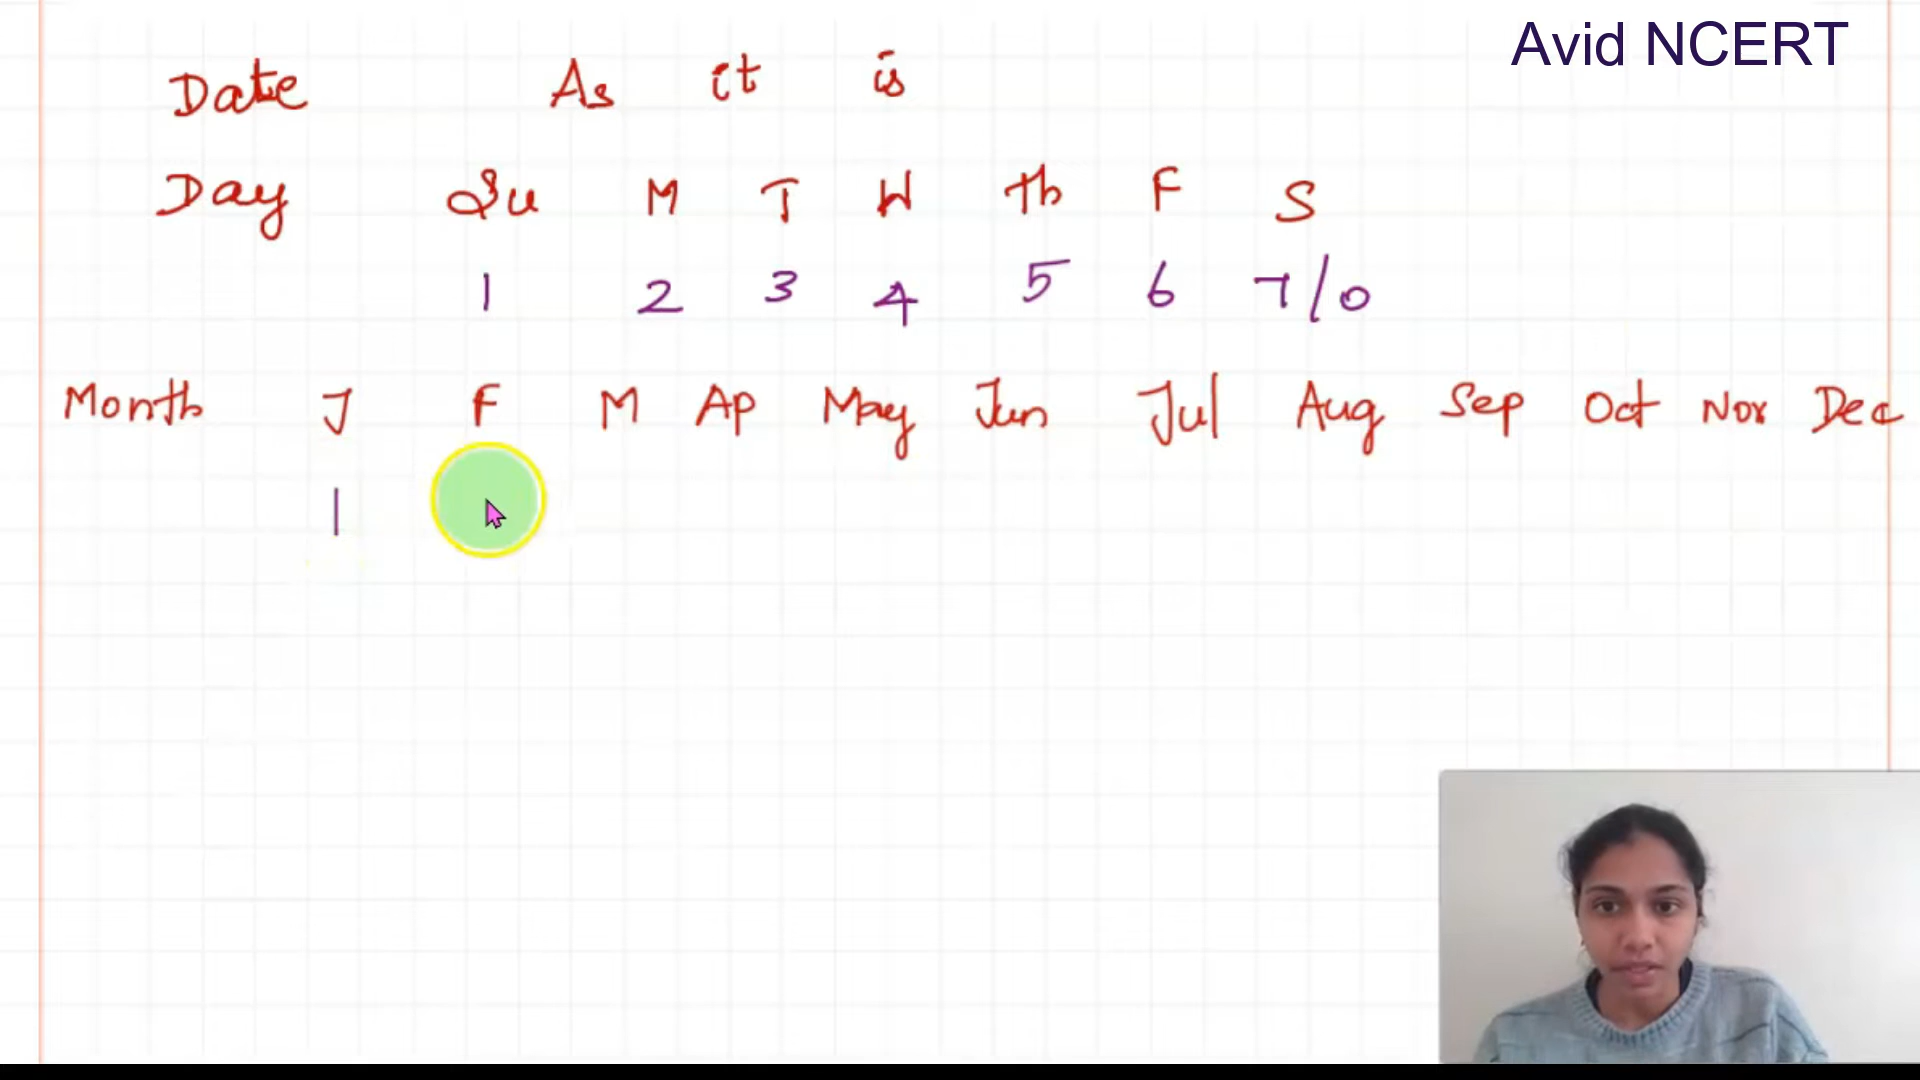 Avid NCERT
Date As it is
Day Su M T W Th F S
1 2 3 4 5 6 7/0
Month J F M Ap May Jun Jul Aug Sep Oct Nov Dec
1